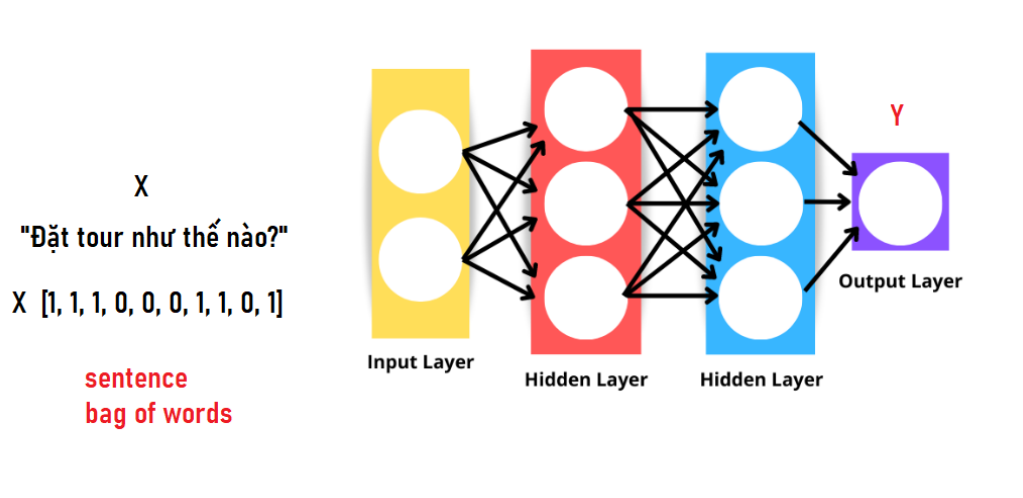 X
"Đặt tour như thế nào?"
X [1, 1, 1, 0, 0, 0, 1, 1, 0, 1]
sentence
bag of words
Input Layer
Hidden Layer
Hidden Layer
Y
Output Layer